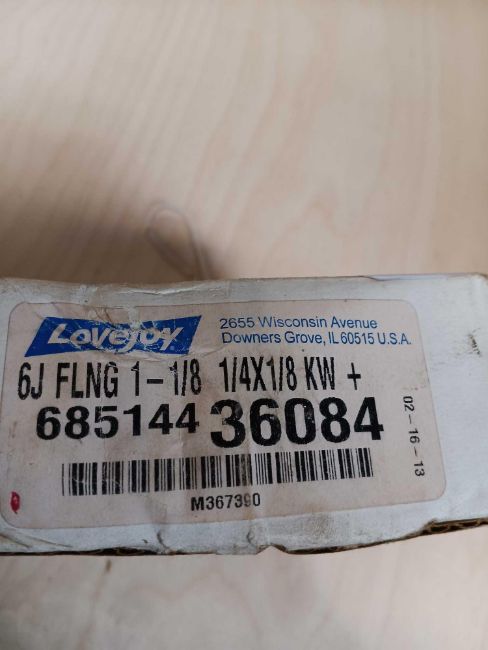 Lovejoy
2655 Wisconsin Avenue
Downers Grove, IL 60515 U.S.A.
6J FLNG 1-1/8 1/4X1/8 KW +
685144 36084
M367390
02-16-13